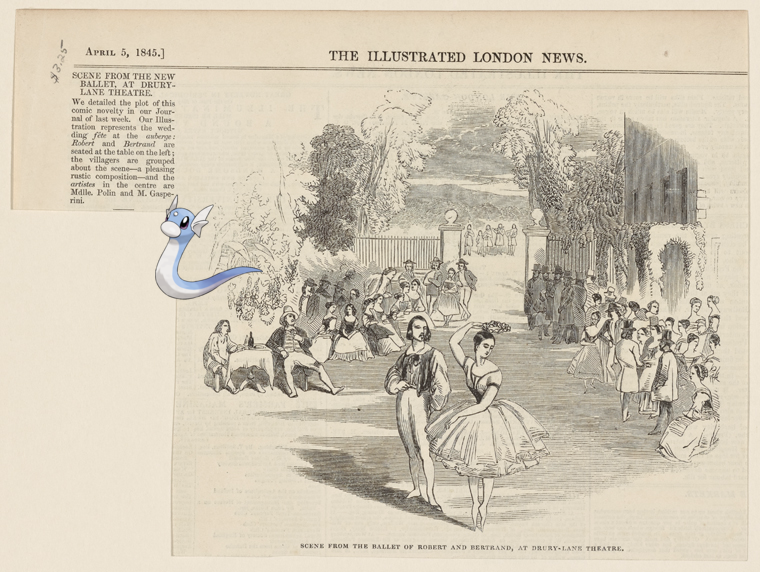 $3.25
APRIL 5, 1845.]
THE ILLUSTRATED LONDON NEWS.
SCENE FROM THE NEW
BALLET, AT DRURY-
LANE THEATRE.
We detailed the plot of this
comic novelty in our Jour-
nal of last week. Our Illus-
tration represents the wed-
ding fête at the auberge:
Robert and Bertrand are
seated at the table on the left;
the villagers are grouped
about the scene—a pleasing
rustic composition—and the
artistes in the centre are
Mdlle. Polin and M. Gaspe-
rini.
SCENE FROM THE BALLET OF ROBERT AND BERTRAND, AT DRURY-LANE THEATRE.